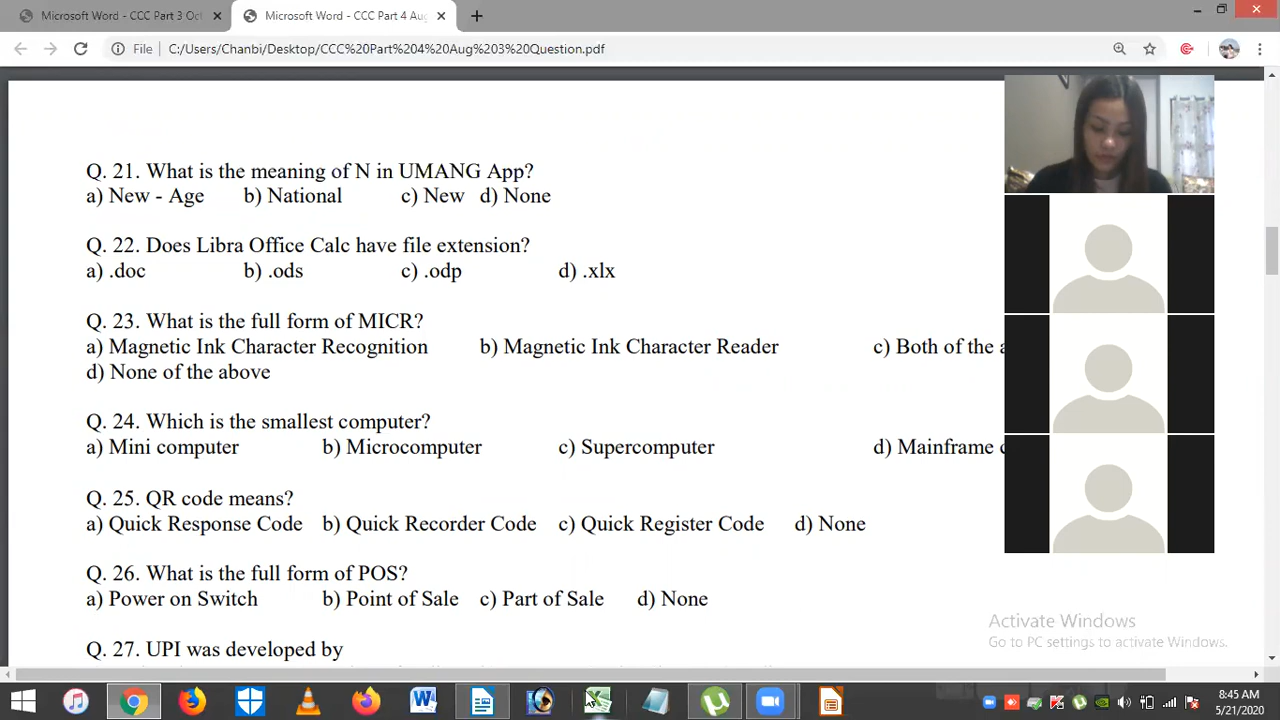 Microsoft Word - CCC Part 3 Oct
Microsoft Word - CCC Part 4 Aug
File
C:/Users/Chanbi/Desktop/CCC%20Part%204%20Aug%203%20Question.pdf
Q. 21. What is the meaning of N in UMANG App?
a) New - Age b) National c) New d) None
Q. 22. Does Libra Office Calc have file extension?
a) .doc b) .ods c) .odp d) .xlx
Q. 23. What is the full form of MICR?
a) Magnetic Ink Character Recognition b) Magnetic Ink Character Reader c) Both of the
d) None of the above
Q. 24. Which is the smallest computer?
a) Mini computer b) Microcomputer c) Supercomputer d) Mainframe
Q. 25. QR code means?
a) Quick Response Code b) Quick Recorder Code c) Quick Register Code d) None
Q. 26. What is the full form of POS?
a) Power on Switch b) Point of Sale c) Part of Sale d) None
Q. 27. UPI was developed by
Activate Windows
Go to PC settings to activate Windows.
8:45 AM
5/21/2020